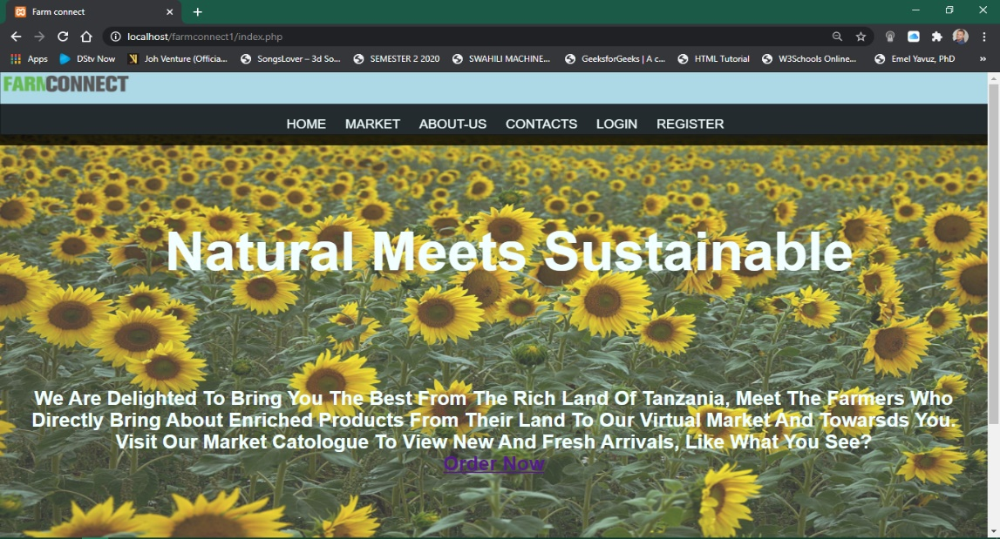 Farm connect
localhost/farmconnect1/index.php
Apps DStv Now Joh Venture (Officia... SongsLover – 3d So... SEMESTER 2 2020 SWAHILI MACHINE... GeeksforGeeks | A c... HTML Tutorial W3Schools Online... Emel Yavuz, PhD »
FARMCONNECT
HOME MARKET ABOUT-US CONTACTS LOGIN REGISTER
Natural Meets Sustainable
We Are Delighted To Bring You The Best From The Rich Land Of Tanzania, Meet The Farmers Who
Directly Bring About Enriched Products From Their Land To Our Virtual Market And Towarsds You.
Visit Our Market Catologue To View New And Fresh Arrivals, Like What You See?
Order Now